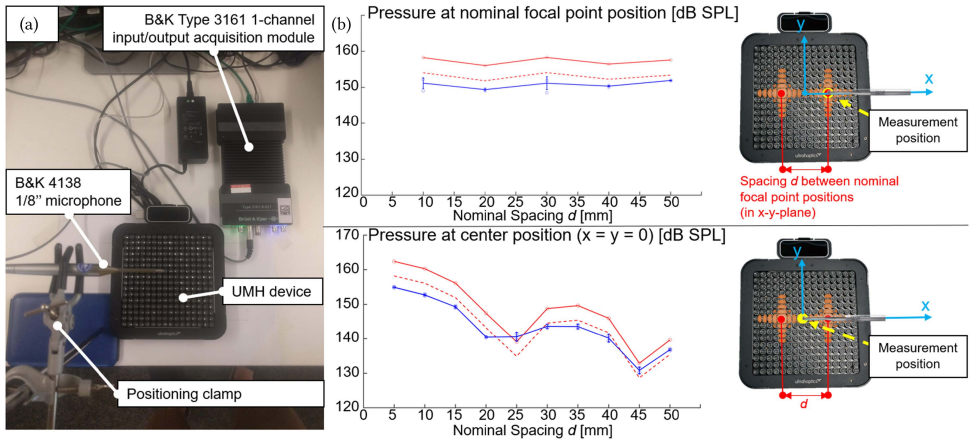 (a)
B&K Type 3161 1-channel
input/output acquisition module
B&K 4138
1/8’’ microphone
UMH device
Positioning clamp
(b)
Pressure at nominal focal point position [dB SPL]
160
150
140
130
120
0 5 10 15 20 25 30 35 40 45 50
Nominal Spacing d [mm]
y
x
Measurement
position
Spacing d between nominal
focal point positions
(in x-y-plane)
Pressure at center position (x = y = 0) [dB SPL]
170
160
150
140
130
120
0 5 10 15 20 25 30 35 40 45 50
Nominal Spacing d [mm]
y
x
Measurement
position
d